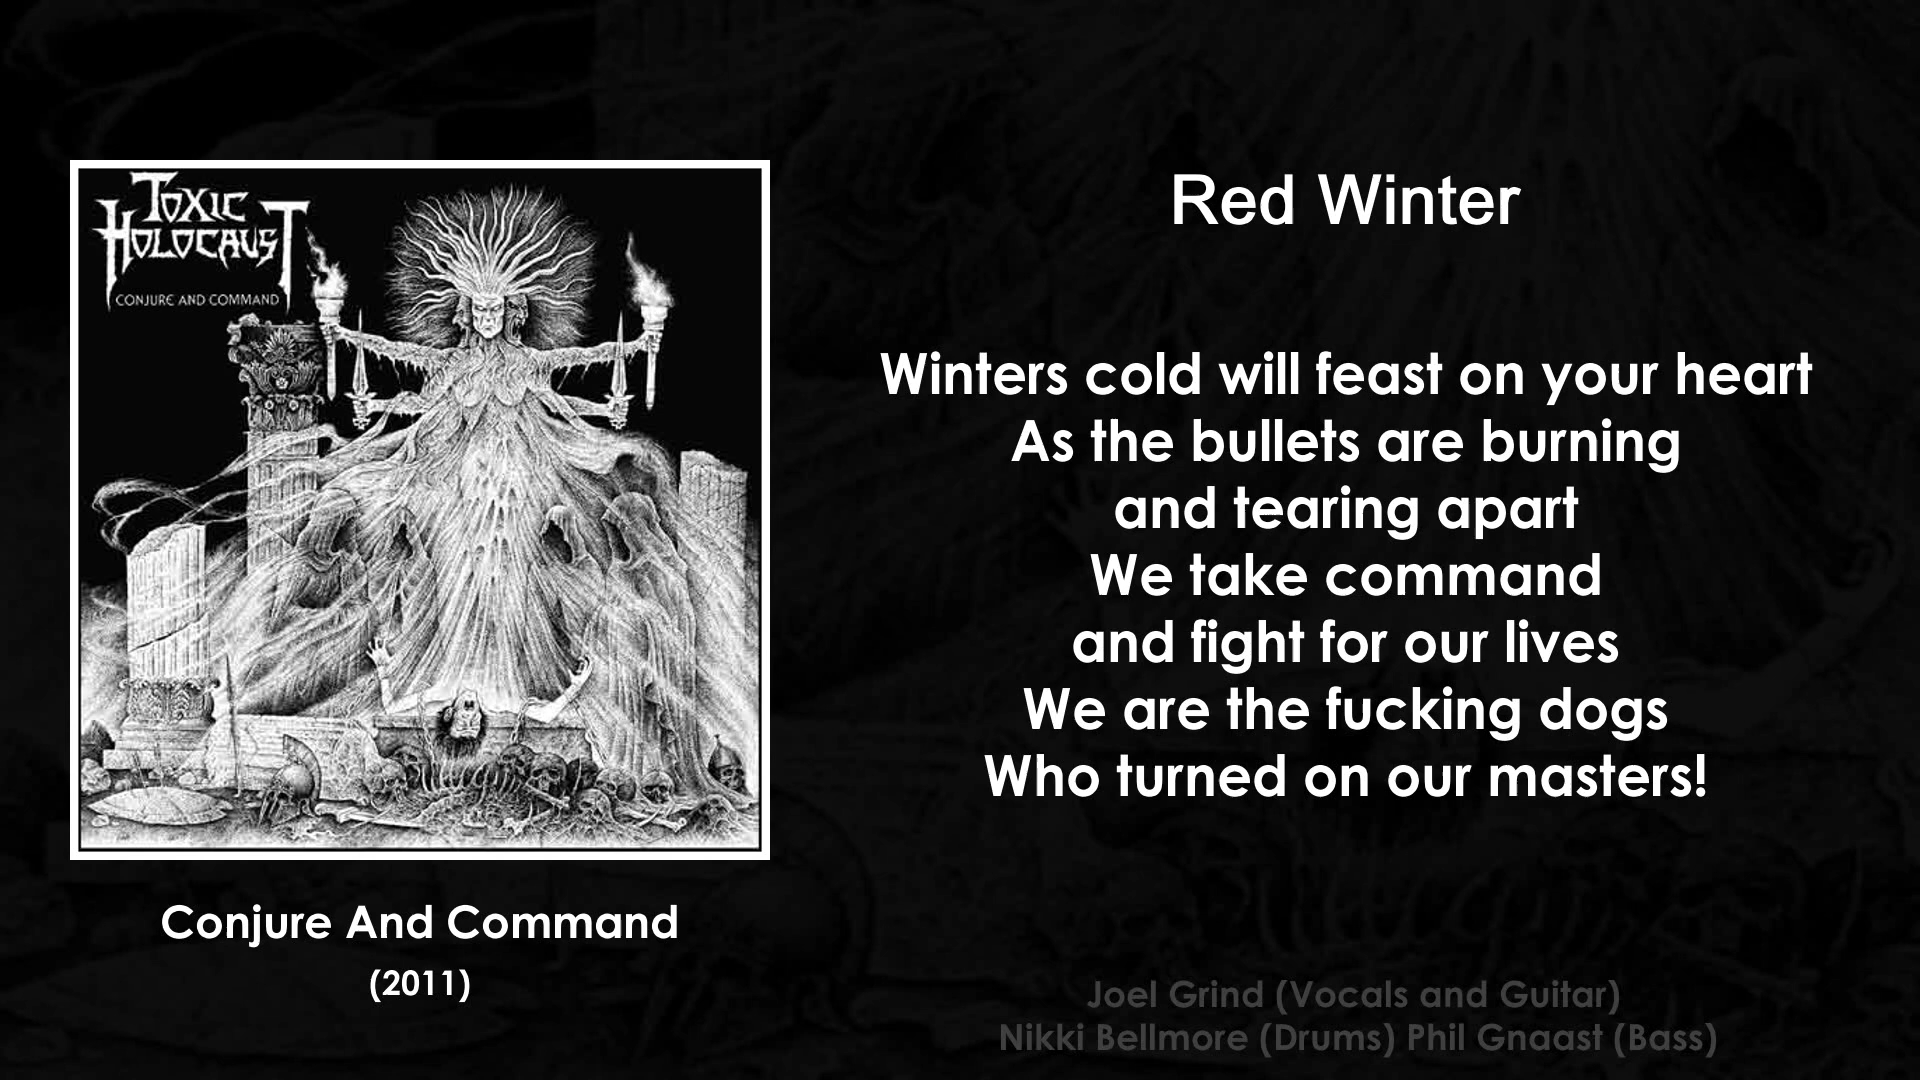 TOXIC
HOLOCAUST
CONJURE AND COMMAND
Conjure And Command
(2011)
Red Winter
Winters cold will feast on your heart
As the bullets are burning
and tearing apart
We take command
and fight for our lives
We are the fucking dogs
Who turned on our masters!
Joel Grind (Vocals and Guitar)
Nikki Bellmore (Drums) Phil Gnaast (Bass)